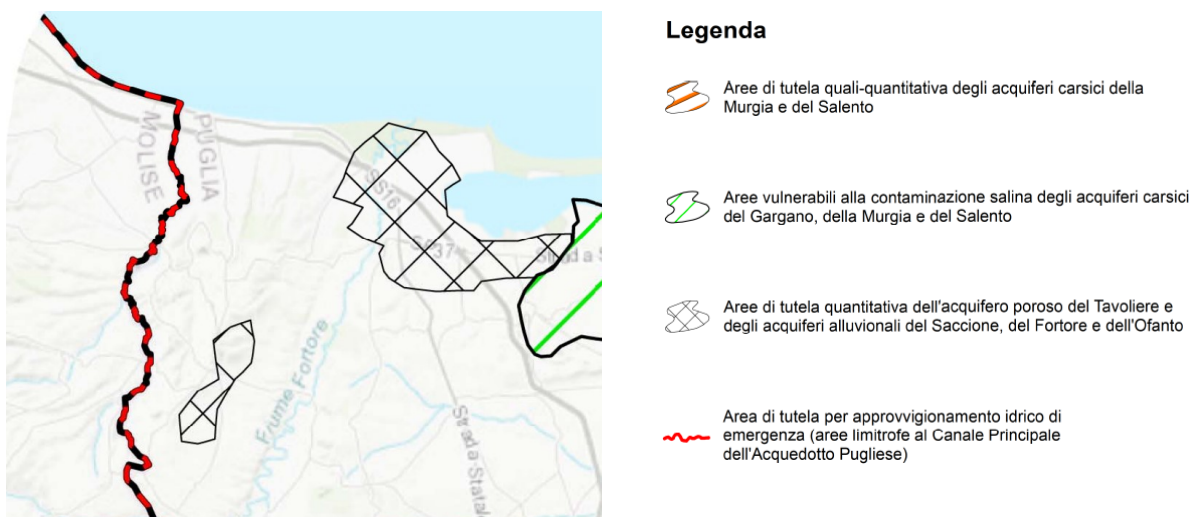 MOLISE
PUGLIA
SS16
SS37
Strada S
Fiume Fortore
Strada-Statale
Legenda
Aree di tutela quali-quantitativa degli acquiferi carsici della
Murgia e del Salento
Aree vulnerabili alla contaminazione salina degli acquiferi carsici
del Gargano, della Murgia e del Salento
Aree di tutela quantitativa dell'acquifero poroso del Tavoliere e
degli acquiferi alluvionali del Saccione, del Fortore e dell'Ofanto
Area di tutela per approvvigionamento idrico di
emergenza (aree limitrofe al Canale Principale
dell'Acquedotto Pugliese)